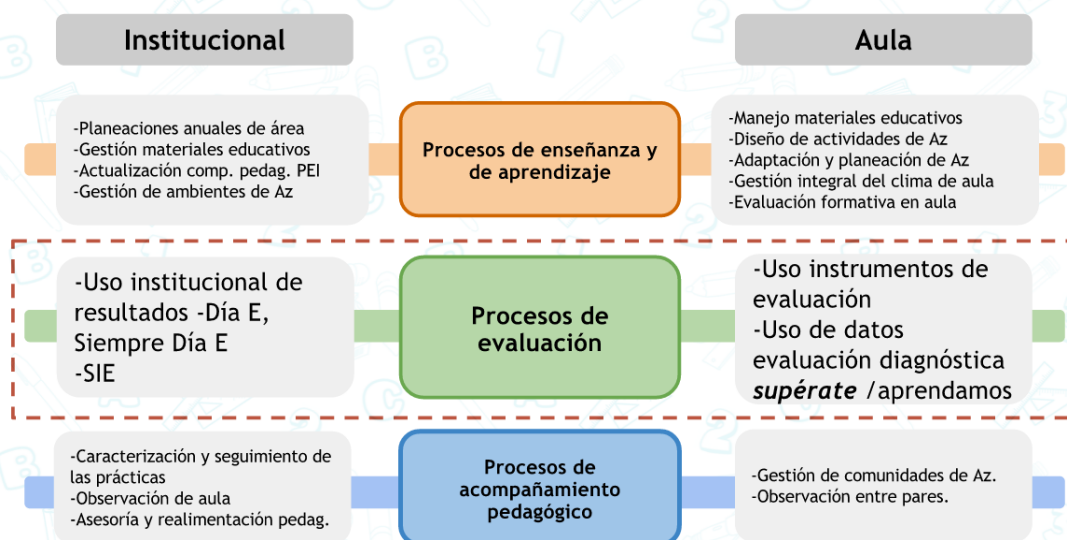 Institucional
Aula
-Planeaciones anuales de área
-Gestión materiales educativos
-Actualización comp. pedag. PEI
-Gestión de ambientes de Az
Procesos de enseñanza y
de aprendizaje
-Manejo materiales educativos
-Diseño de actividades de Az
-Adaptación y planeación de Az
-Gestión integral del clima de aula
-Evaluación formativa en aula
-Uso institucional de
resultados -Día E,
Siempre Día E
-SIE
Procesos de
evaluación
-Uso instrumentos de
evaluación
-Uso de datos
evaluación diagnóstica
supérate /aprendamos
-Caracterización y seguimiento de
las prácticas
-Observación de aula
-Asesoría y realimentación pedag.
Procesos de
acompañamiento
pedagógico
-Gestión de comunidades de Az.
-Observación entre pares.